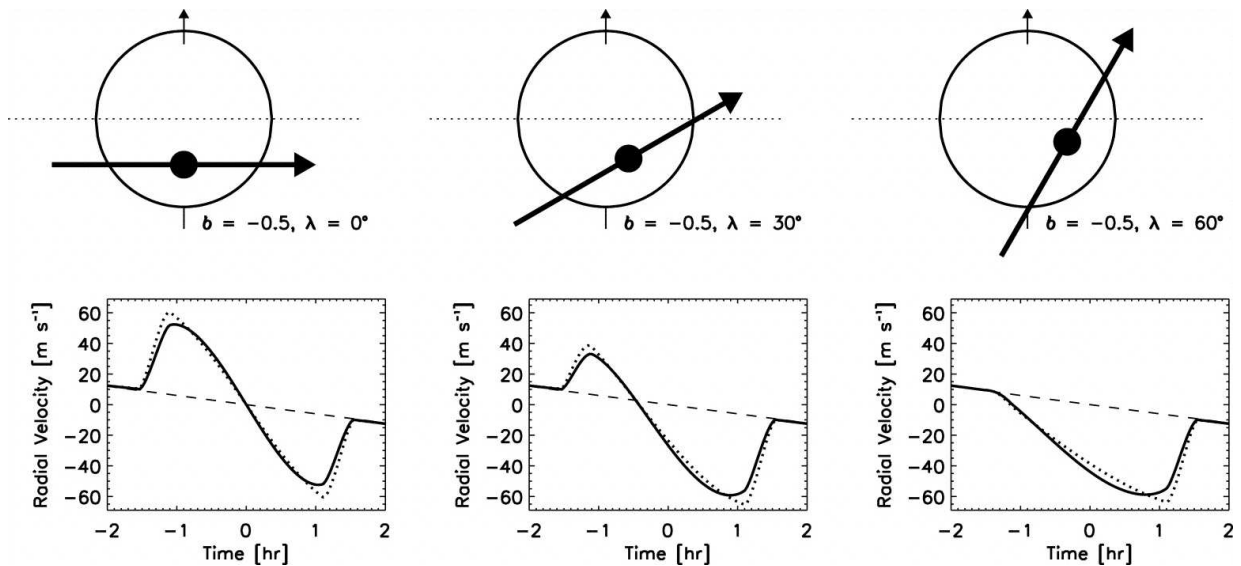 b = −0.5, λ = 0°
b = −0.5, λ = 30°
b = −0.5, λ = 60°
Radial Velocity [m s⁻¹]
60
40
20
0
−20
−40
−60
−2 −1 0 1 2
Time [hr]
Radial Velocity [m s⁻¹]
60
40
20
0
−20
−40
−60
−2 −1 0 1 2
Time [hr]
Radial Velocity [m s⁻¹]
60
40
20
0
−20
−40
−60
−2 −1 0 1 2
Time [hr]